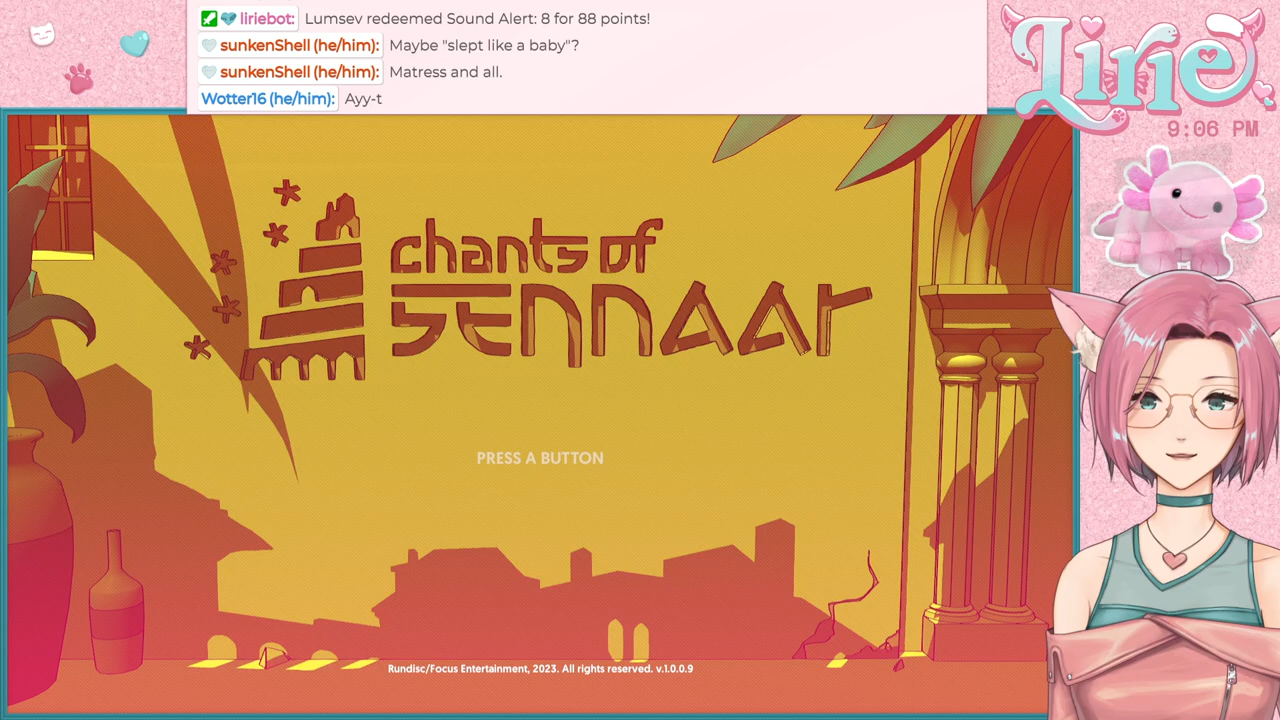 liriebot: Lumsev redeemed Sound Alert: 8 for 88 points!
sunkenShell (he/him): Maybe "slept like a baby"?
sunkenShell (he/him): Matress and all.
Wotter16 (he/him): Ayy-t
Lirie
9:06 PM
chants of
SENNAAR
PRESS A BUTTON
Rundisc/Focus Entertainment, 2023. All rights reserved. v.1.0.0.9